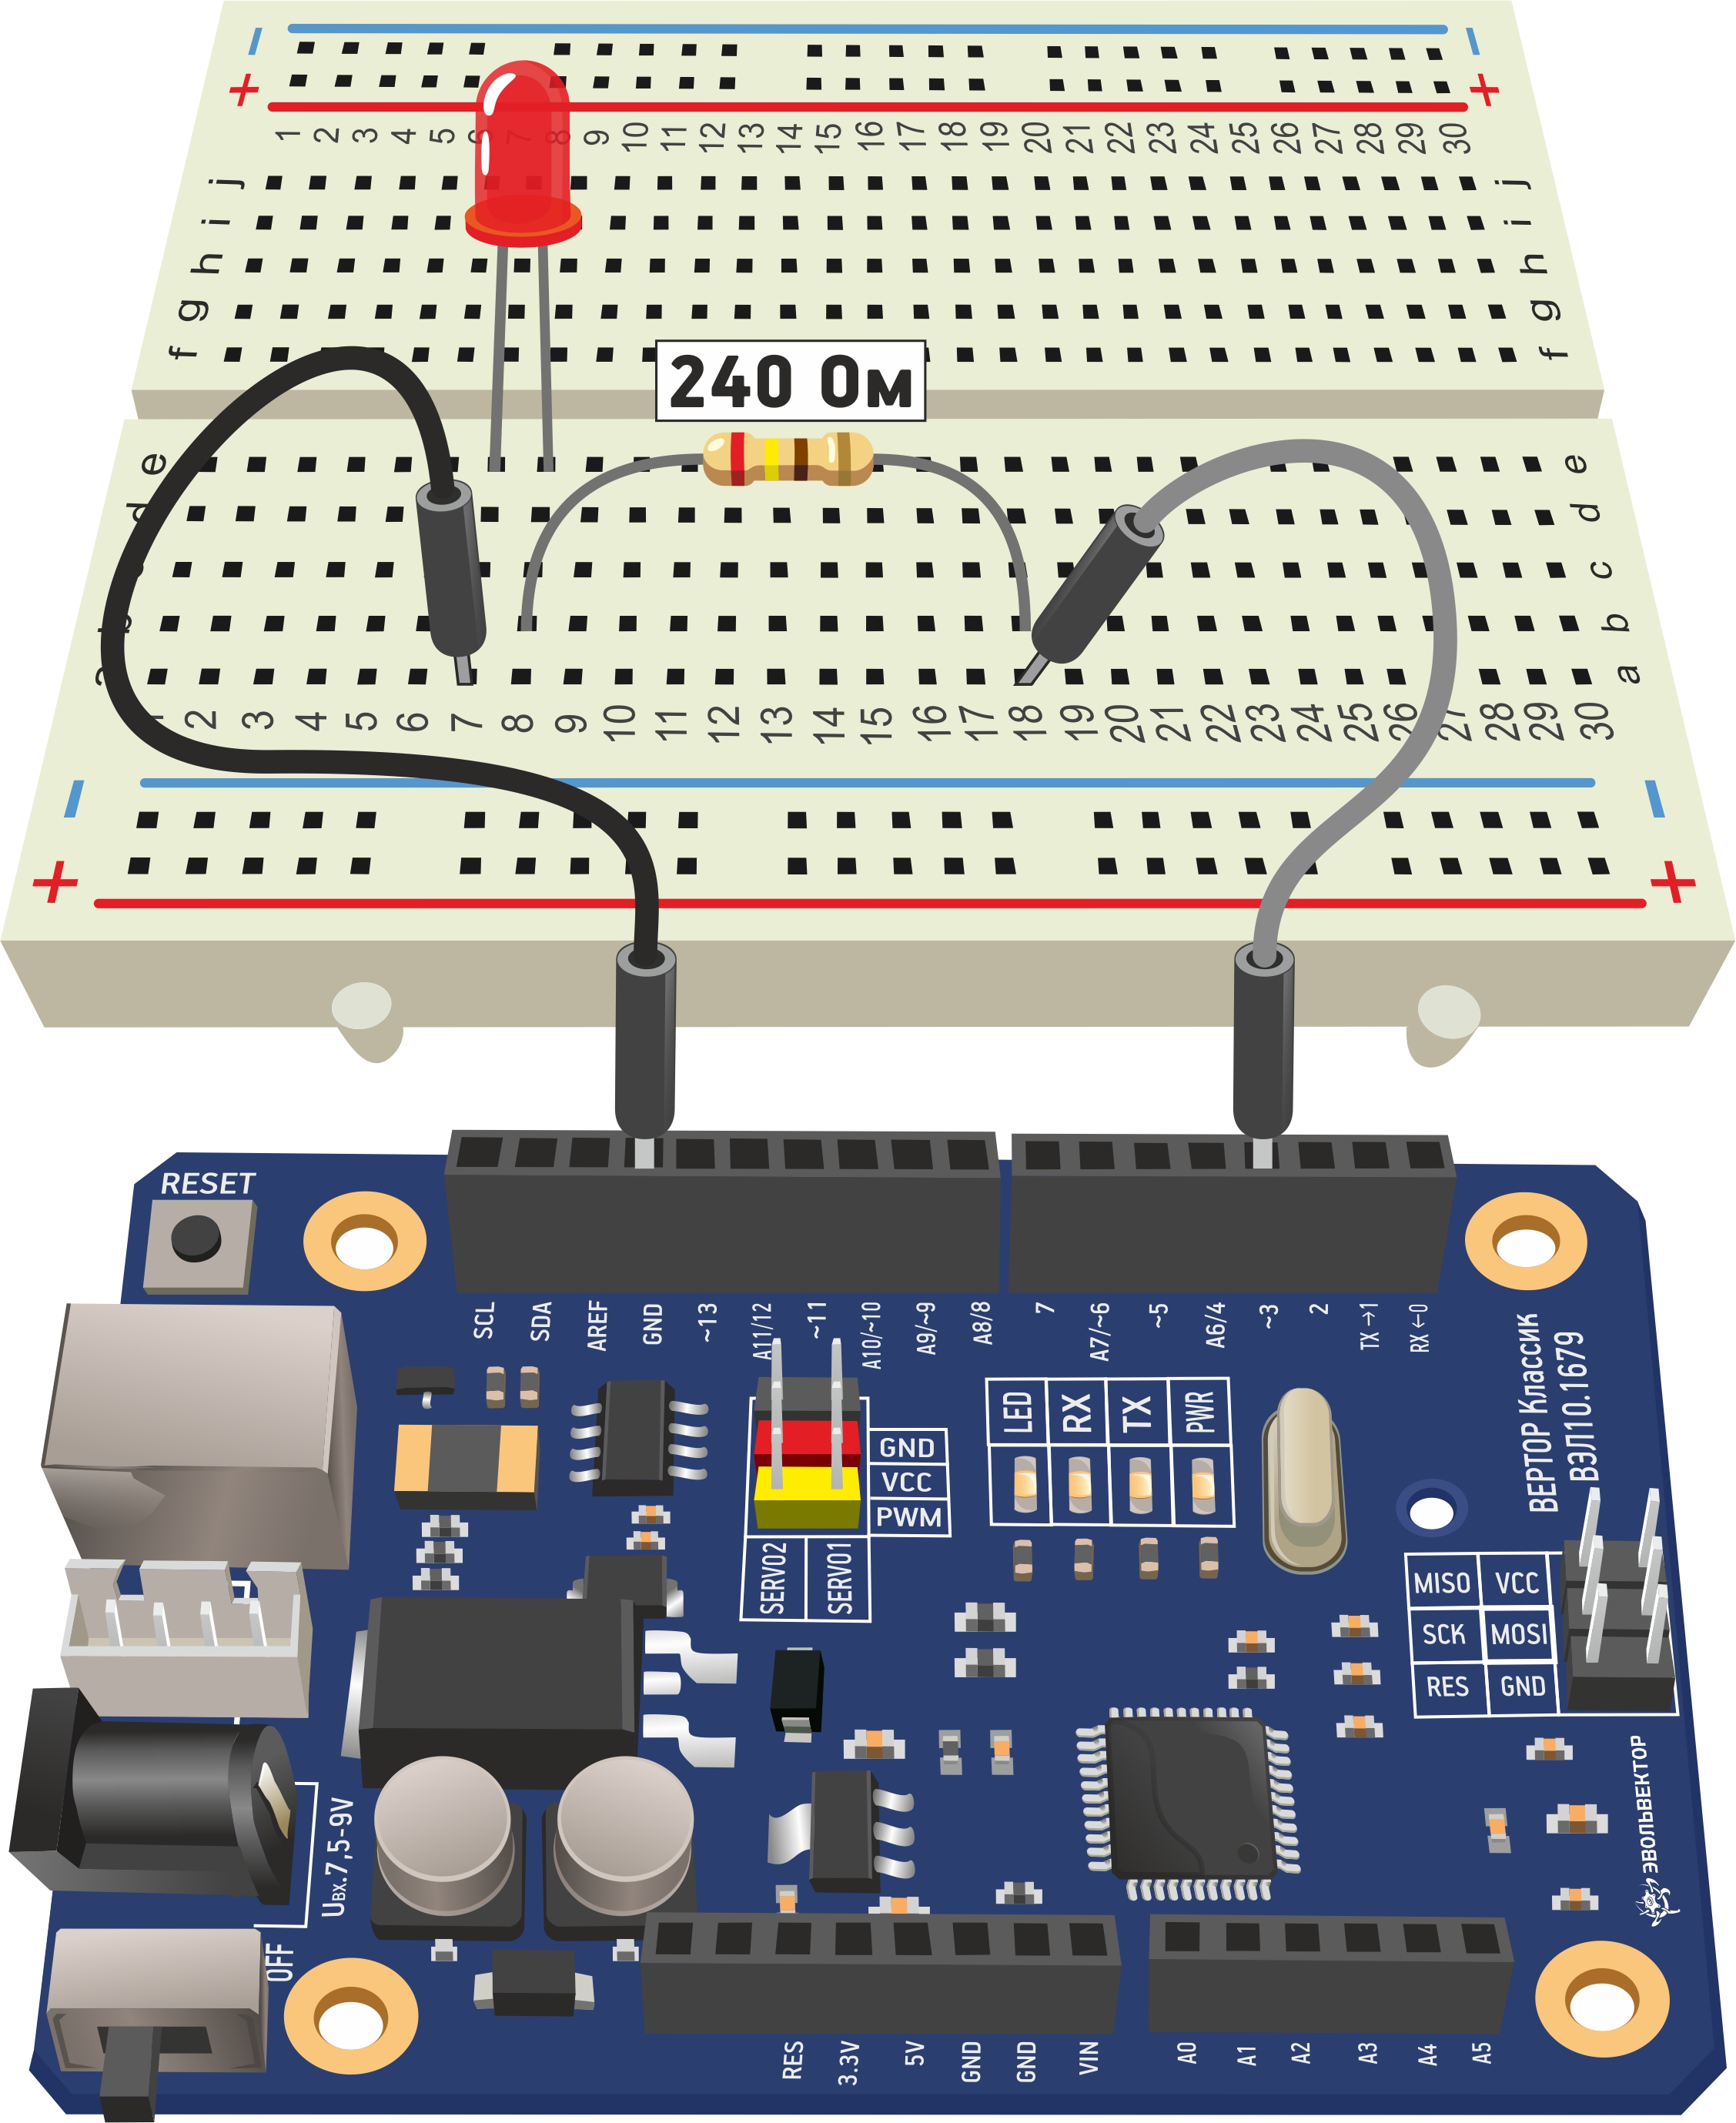 − −
+ +
1 2 3 4 5 6 7 8 9 10 11 12 13 14 15 16 17 18 19 20 21 22 23 24 25 26 27 28 29 30
j j
i i
h h
g g
f f
240 Ом
e e
d d
c
b b
a a
1 2 3 4 5 6 7 8 9 10 11 12 13 14 15 16 17 18 19 20 21 22 23 24 25 26 27 28 29 30
− −
+ +
RESET
SCL SDA AREF GND ~13 A11/12 ~11 A10/~10 A9/~9 A8/8 7 A7/~6 ~5 A6/4 ~3 2 TX→1 RX←0
ВЕРТОР Классик
ВЭЛ10.1679
LED RX TX PWR
GND
VCC
PWM
SERVO2 SERVO1
MISO VCC
SCK MOSI
RES GND
ЭВОЛЬВЕКТОР
Uвх.7,5-9V
OFF
RES 3.3V 5V GND GND VIN A0 A1 A2 A3 A4 A5